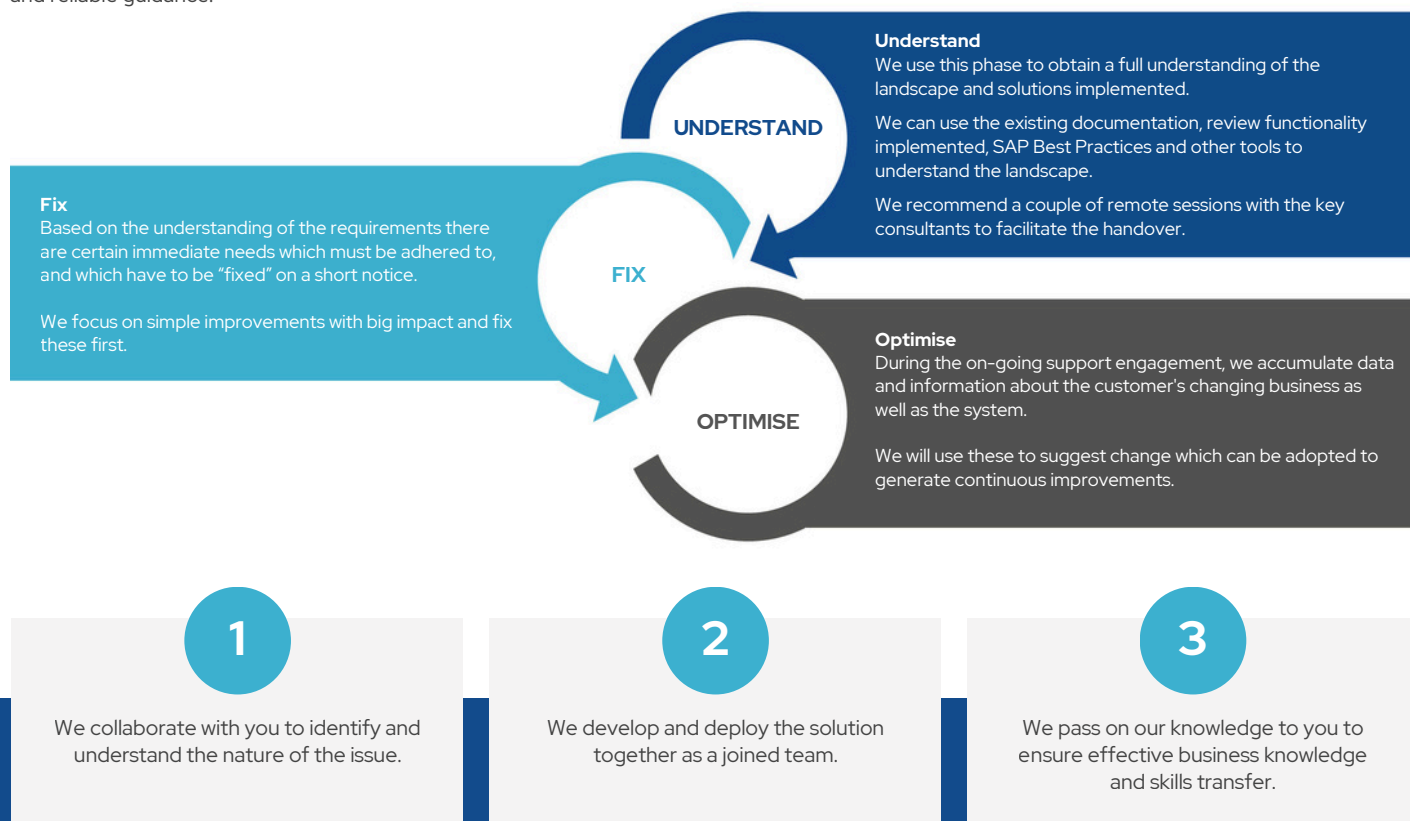 and reliable guidance.
UNDERSTAND
Understand
We use this phase to obtain a full understanding of the
landscape and solutions implemented.
We can use the existing documentation, review functionality
implemented, SAP Best Practices and other tools to
understand the landscape.
We recommend a couple of remote sessions with the key
consultants to facilitate the handover.
Fix
Based on the understanding of the requirements there
are certain immediate needs which must be adhered to,
and which have to be “fixed” on a short notice.
We focus on simple improvements with big impact and fix
these first.
FIX
OPTIMISE
Optimise
During the on-going support engagement, we accumulate data
and information about the customer's changing business as
well as the system.
We will use these to suggest change which can be adopted to
generate continuous improvements.
1
We collaborate with you to identify and
understand the nature of the issue.
2
We develop and deploy the solution
together as a joined team.
3
We pass on our knowledge to you to
ensure effective business knowledge
and skills transfer.